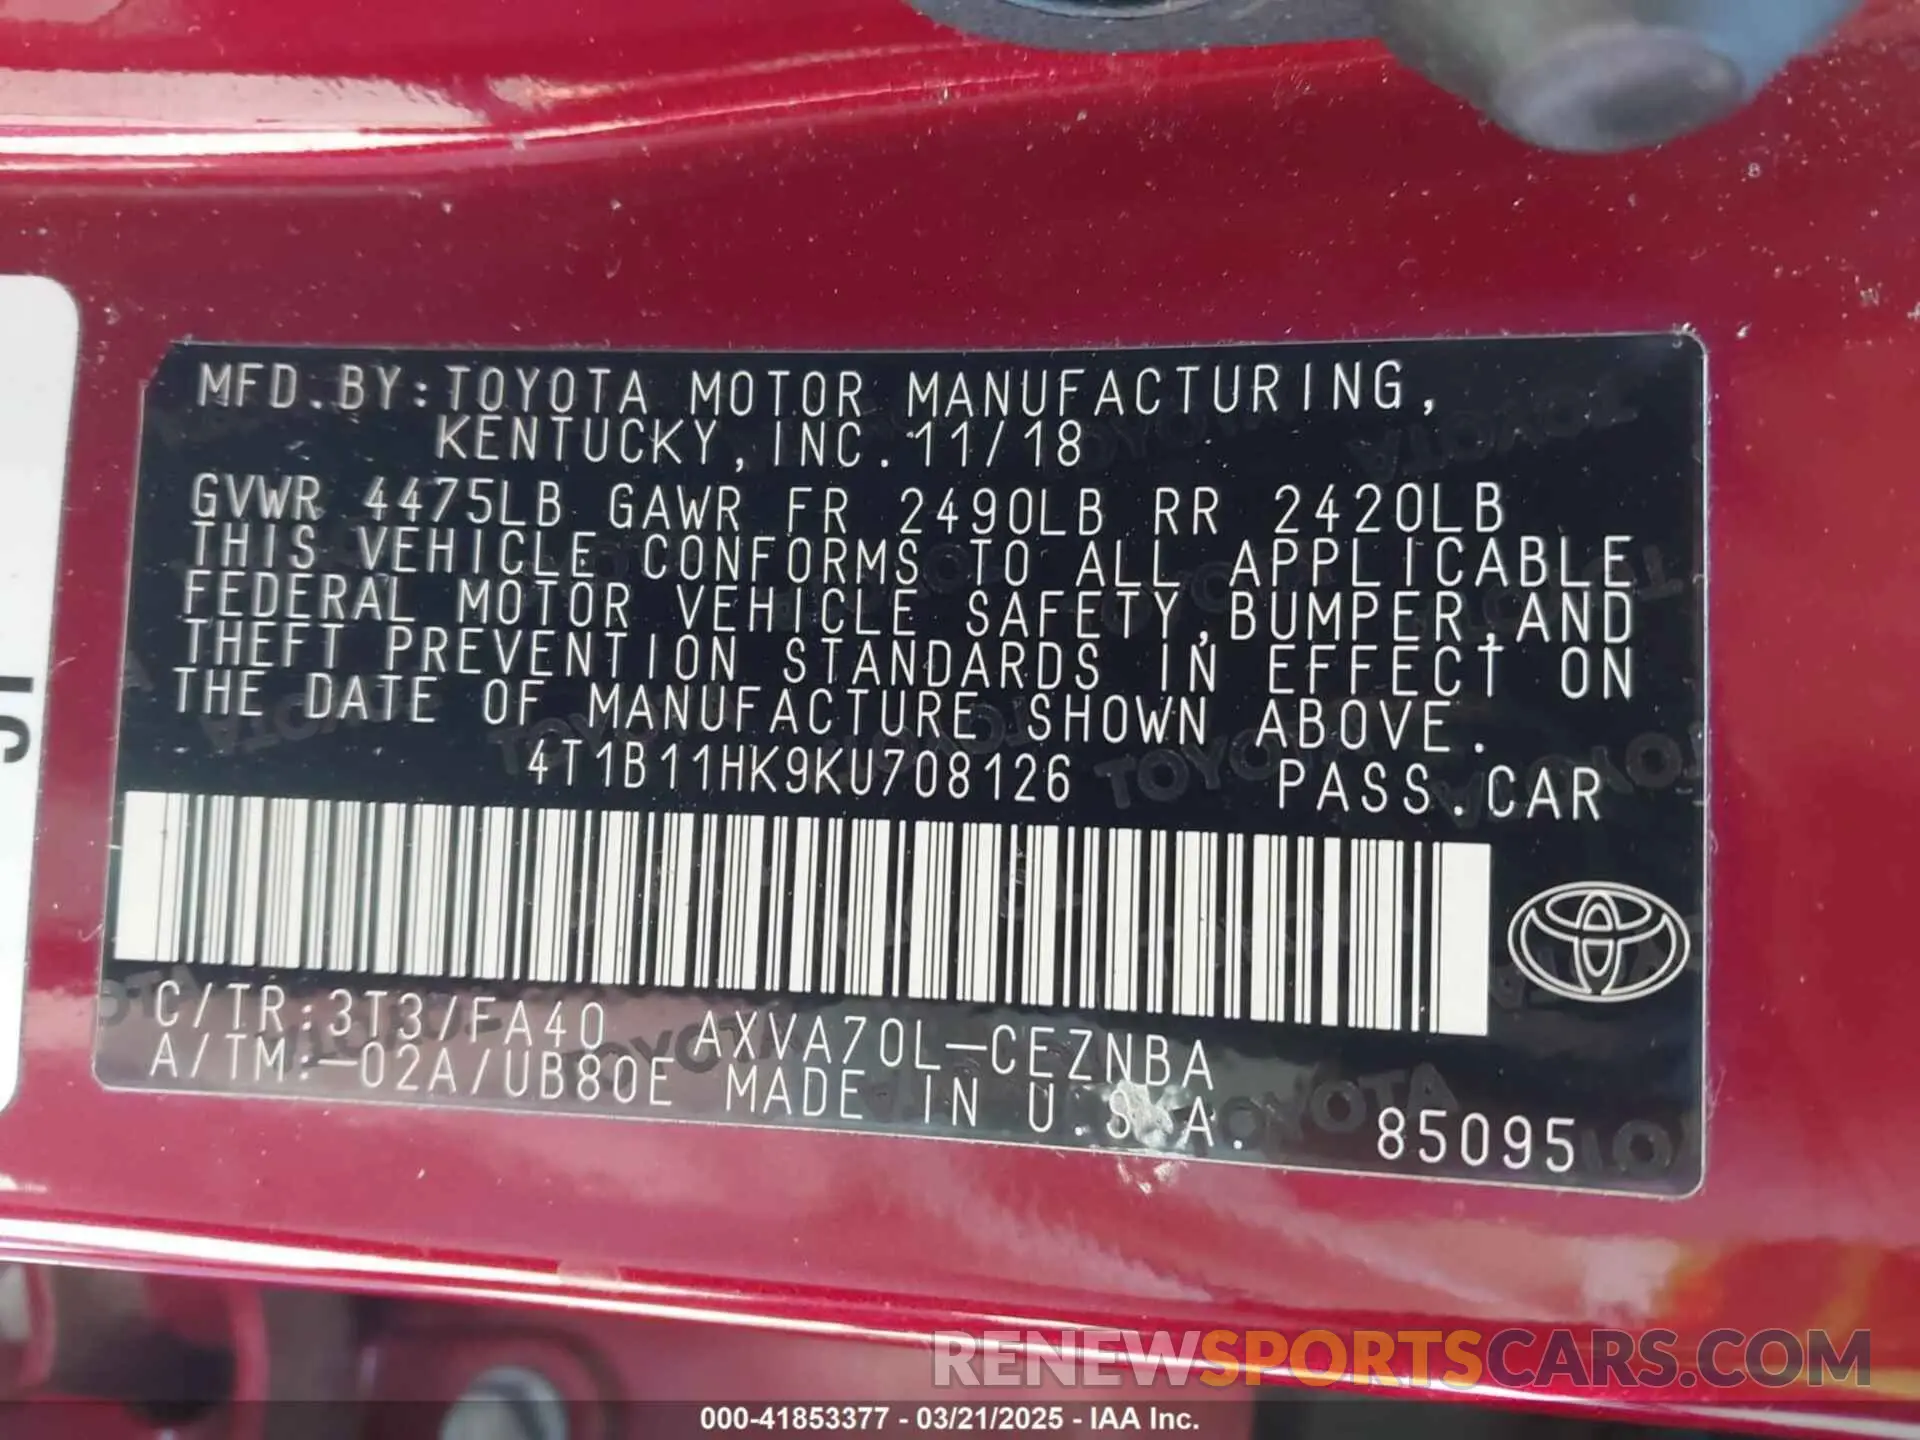 MFD.BY:TOYOTA MOTOR MANUFACTURING,
KENTUCKY,INC. 11/18
GVWR 4475LB GAWR FR 2490LB RR 2420LB
THIS VEHICLE CONFORMS TO ALL APPLICABLE
FEDERAL MOTOR VEHICLE SAFETY,BUMPER,AND
THEFT PREVENTION STANDARDS IN EFFECT ON
THE DATE OF MANUFACTURE SHOWN ABOVE.
4T1B11HK9KU708126 PASS.CAR
C/TR:3T3/FA40 AXVA70L-CEZNBA
A/TM:-02A/UB80E MADE IN U.S.A. 85095
RENEWSPORTSCARS.COM
000-41853377 - 03/21/2025 - IAA Inc.